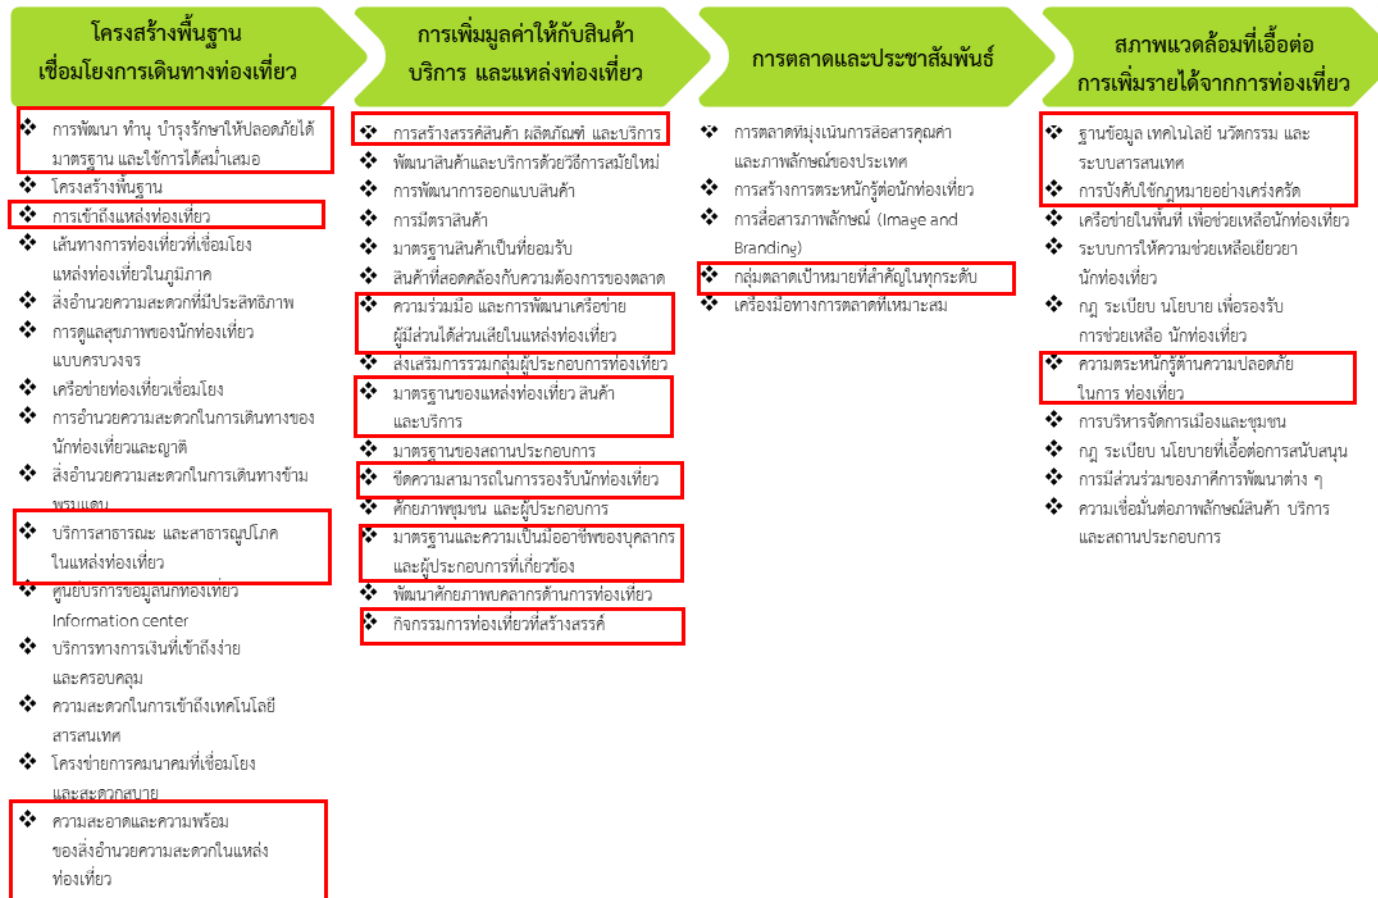 โครงสร้างพื้นฐาน
เชื่อมโยงการเดินทางท่องเที่ยว
❖ การพัฒนา ทำนุ บำรุงรักษาให้ปลอดภัยได้
มาตรฐาน และใช้การได้สม่ำเสมอ
❖ โครงสร้างพื้นฐาน
❖ การเข้าถึงแหล่งท่องเที่ยว
❖ เส้นทางการท่องเที่ยวที่เชื่อมโยง
แหล่งท่องเที่ยวในภูมิภาค
❖ สิ่งอำนวยความสะดวกที่มีประสิทธิภาพ
❖ การดูแลสุขภาพของนักท่องเที่ยว
แบบครบวงจร
❖ เครือข่ายท่องเที่ยวเชื่อมโยง
❖ การอำนวยความสะดวกในการเดินทางของ
นักท่องเที่ยวและญาติ
❖ สิ่งอำนวยความสะดวกในการเดินทางข้าม
พรมแดน
❖ บริการสาธารณะ และสาธารณูปโภค
ในแหล่งท่องเที่ยว
❖ ศูนย์บริการข้อมูลนักท่องเที่ยว
Information center
❖ บริการทางการเงินที่เข้าถึงง่าย
และครอบคลุม
❖ ความสะดวกในการเข้าถึงเทคโนโลยี
สารสนเทศ
❖ โครงข่ายการคมนาคมที่เชื่อมโยง
และสะดวกสบาย
❖ ความสะอาดและความพร้อม
ของสิ่งอำนวยความสะดวกในแหล่ง
ท่องเที่ยว
การเพิ่มมูลค่าให้กับสินค้า
บริการ และแหล่งท่องเที่ยว
❖ การสร้างสรรค์สินค้า ผลิตภัณฑ์ และบริการ
❖ พัฒนาสินค้าและบริการด้วยวิธีการสมัยใหม่
❖ การพัฒนาการออกแบบสินค้า
❖ การมีตราสินค้า
❖ มาตรฐานสินค้าเป็นที่ยอมรับ
❖ สินค้าที่สอดคล้องกับความต้องการของตลาด
❖ ความร่วมมือ และการพัฒนาเครือข่าย
ผู้มีส่วนได้ส่วนเสียในแหล่งท่องเที่ยว
❖ ส่งเสริมการรวมกลุ่มผู้ประกอบการท่องเที่ยว
❖ มาตรฐานของแหล่งท่องเที่ยว สินค้า
และบริการ
❖ มาตรฐานของสถานประกอบการ
❖ ขีดความสามารถในการรองรับนักท่องเที่ยว
❖ ศักยภาพชุมชน และผู้ประกอบการ
❖ มาตรฐานและความเป็นมืออาชีพของบุคลากร
และผู้ประกอบการที่เกี่ยวข้อง
❖ พัฒนาศักยภาพบุคลากรด้านการท่องเที่ยว
❖ กิจกรรมการท่องเที่ยวที่สร้างสรรค์
การตลาดและประชาสัมพันธ์
❖ การตลาดที่มุ่งเน้นการสื่อสารคุณค่า
และภาพลักษณ์ของประเทศ
❖ การสร้างการตระหนักรู้ต่อนักท่องเที่ยว
❖ การสื่อสารภาพลักษณ์ (Image and
Branding)
❖ กลุ่มตลาดเป้าหมายที่สำคัญในทุกระดับ
❖ เครื่องมือทางการตลาดที่เหมาะสม
สภาพแวดล้อมที่เอื้อต่อ
การเพิ่มรายได้จากการท่องเที่ยว
❖ ฐานข้อมูล เทคโนโลยี นวัตกรรม และ
ระบบสารสนเทศ
❖ การบังคับใช้กฎหมายอย่างเคร่งครัด
❖ เครือข่ายในพื้นที่ เพื่อช่วยเหลือนักท่องเที่ยว
❖ ระบบการให้ความช่วยเหลือเยียวยา
นักท่องเที่ยว
❖ กฎ ระเบียบ นโยบาย เพื่อรองรับ
การช่วยเหลือ นักท่องเที่ยว
❖ ความตระหนักรู้ด้านความปลอดภัย
ในการ ท่องเที่ยว
❖ การบริหารจัดการเมืองและชุมชน
❖ กฎ ระเบียบ นโยบายที่เอื้อต่อการสนับสนุน
❖ การมีส่วนร่วมของภาคีการพัฒนาต่าง ๆ
❖ ความเชื่อมั่นต่อภาพลักษณ์สินค้า บริการ
และสถานประกอบการ